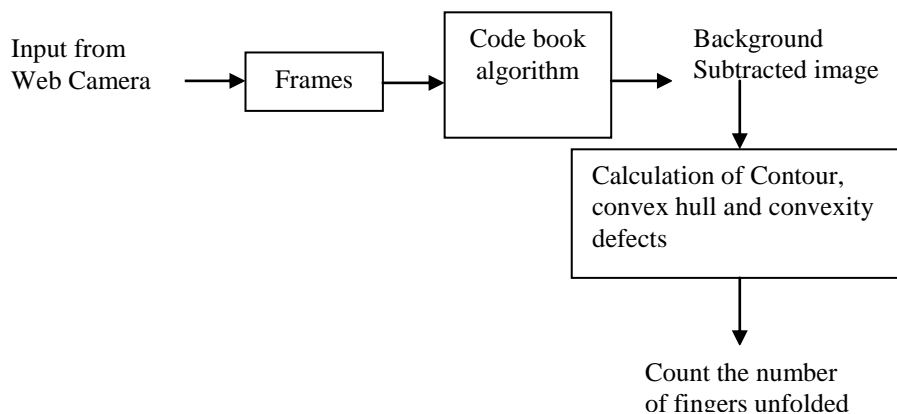 Input from
Web Camera
Frames
Code book
algorithm
Background
Subtracted image
Calculation of Contour,
convex hull and convexity
defects
Count the number
of fingers unfolded